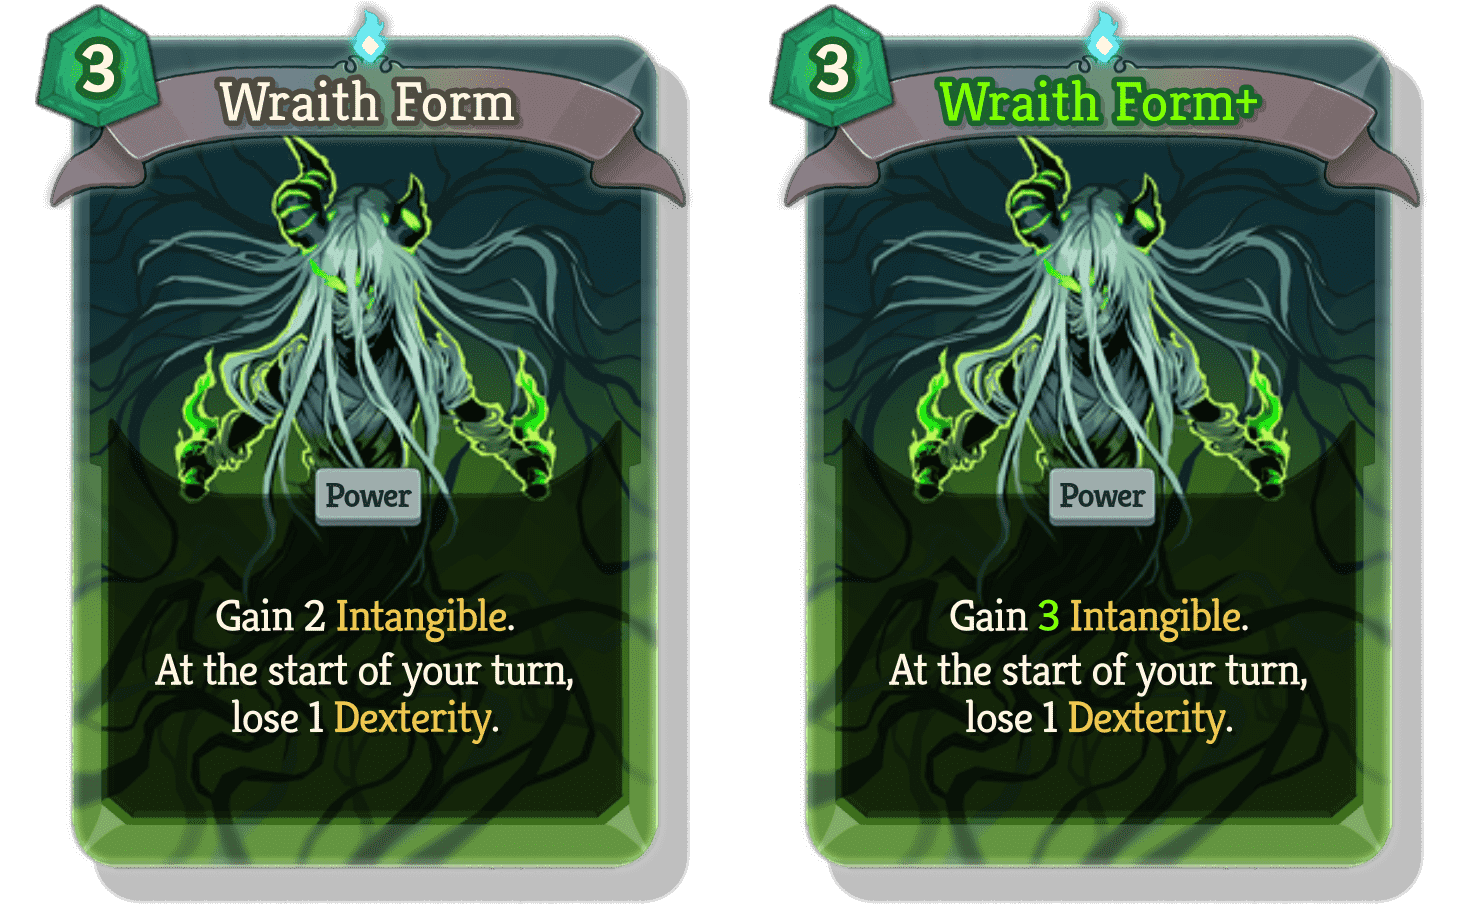 3
Wraith Form
Power
Gain 2 Intangible.
At the start of your turn,
lose 1 Dexterity.
3
Wraith Form+
Power
Gain 3 Intangible.
At the start of your turn,
lose 1 Dexterity.